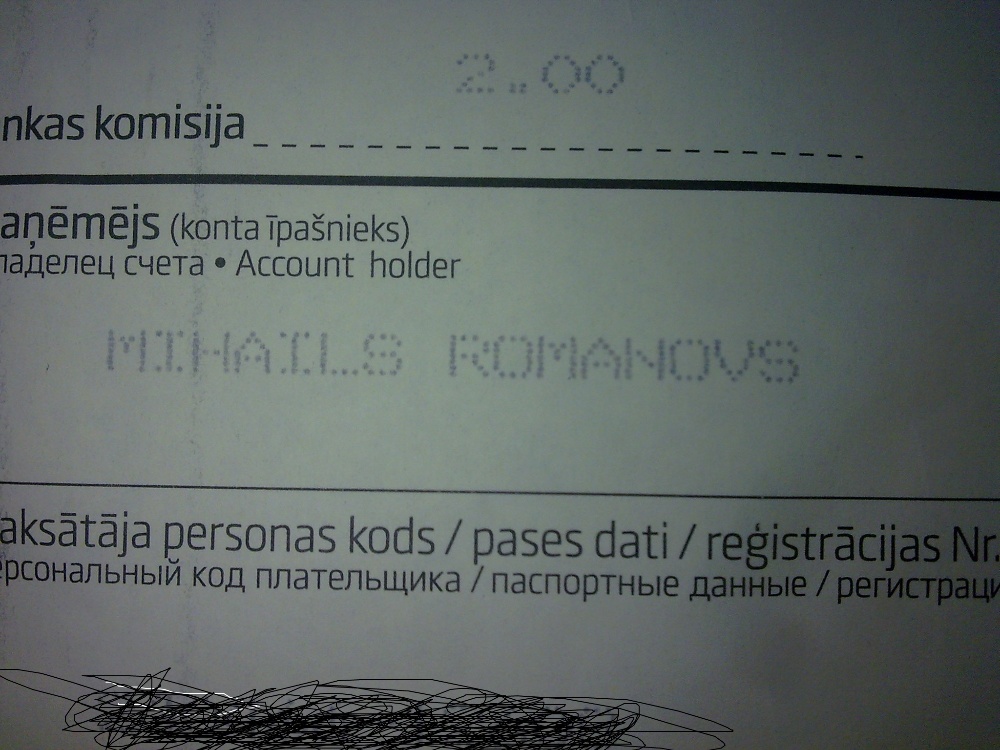 2.00
nkas komisija
aņēmējs (konta īpašnieks)
ладелец счета • Account holder
MIHAILS ROMANOVS
aksātāja personas kods / pases dati / reģistrācijas Nr.
ерсональный код плательщика / паспортные данные / регистраци